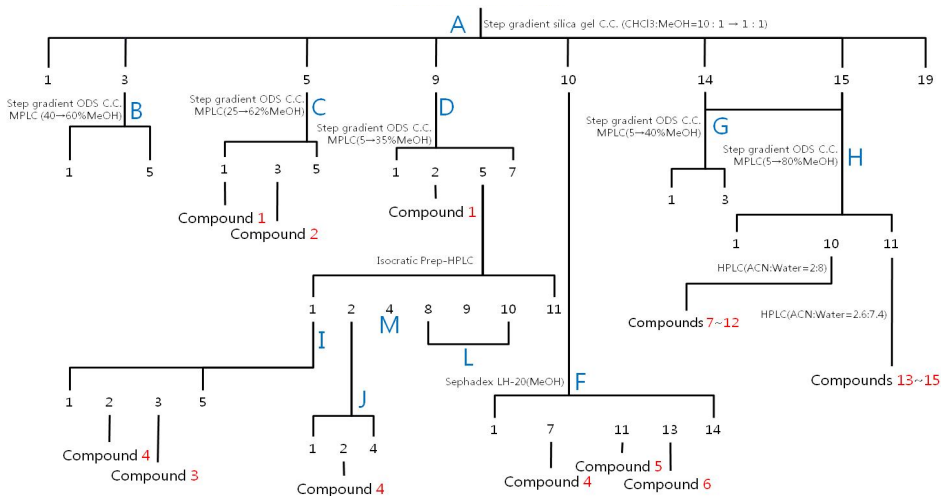 A
Step gradient silica gel C.C. (CHCl3:MeOH=10 : 1 → 1 : 1)
1 3 5 9 10 14 15 19
Step gradient ODS C.C.
MPLC (40→60%MeOH)
B
Step gradient ODS C.C.
MPLC(25→62%MeOH)
C
Step gradient ODS C.C.
MPLC(5→35%MeOH)
D
Step gradient ODS C.C.
MPLC(5→40%MeOH)
G
Step gradient ODS C.C.
MPLC(5→80%MeOH)
H
1 5
1 3 5
1 2 5 7
1 3
Compound 1
Compound 2
Compound 1
1 10 11
Isocratic Prep-HPLC
HPLC(ACN:Water=2:8)
1 2 4 8 9 10 11
HPLC(ACN:Water=2.6:7.4)
Compounds 7~12
I
M
L
Sephadex LH-20(MeOH)
F
Compounds 13~15
1 2 3 5
J
1 7 11 13 14
1 2 4
Compound 4
Compound 3
Compound 4
Compound 4
Compound 5
Compound 6